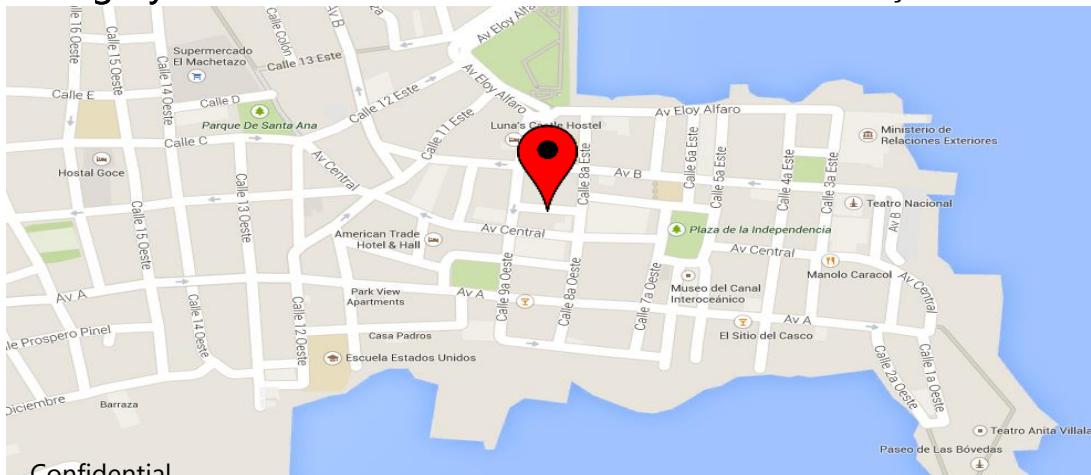 Calle 16 Oeste
Calle 15 Oeste
Calle 14 Oeste
Supermercado
El Machetazo
Calle Colón
Calle 13 Este
Av B
Av Eloy Alfaro
Av Eloy Alfaro
Calle E
Calle D
Calle 12 Este
Parque De Santa Ana
Calle C
Calle 11 Este
Luna's Castle Hostel
Av Eloy Alfaro
Ministerio de
Relaciones Exteriores
Hostal Goce
Av Central
Calle 8a Este
Av B
Calle 6a Este
Calle 5a Este
Calle 4a Este
Calle 3a Este
Teatro Nacional
Av B
Calle 15 Oeste
Calle 13 Oeste
American Trade
Hotel & Hall
Av Central
Plaza de la Independencia
Av Central
Manolo Caracol
Av Central
Av A
Park View
Apartments
Av A
Calle 9a Oeste
Calle 8a Oeste
Calle 7a Oeste
Museo del Canal
Interoceánico
Av A
El Sitio del Casco
Prospero Pinel
Calle 14 Oeste
Calle 12 Oeste
Casa Padros
Escuela Estados Unidos
Calle 2a Oeste
Calle 1a Oeste
Diciembre
Barraza
Teatro Anita Villala
Paseo de Las Bóvedas
Confidential